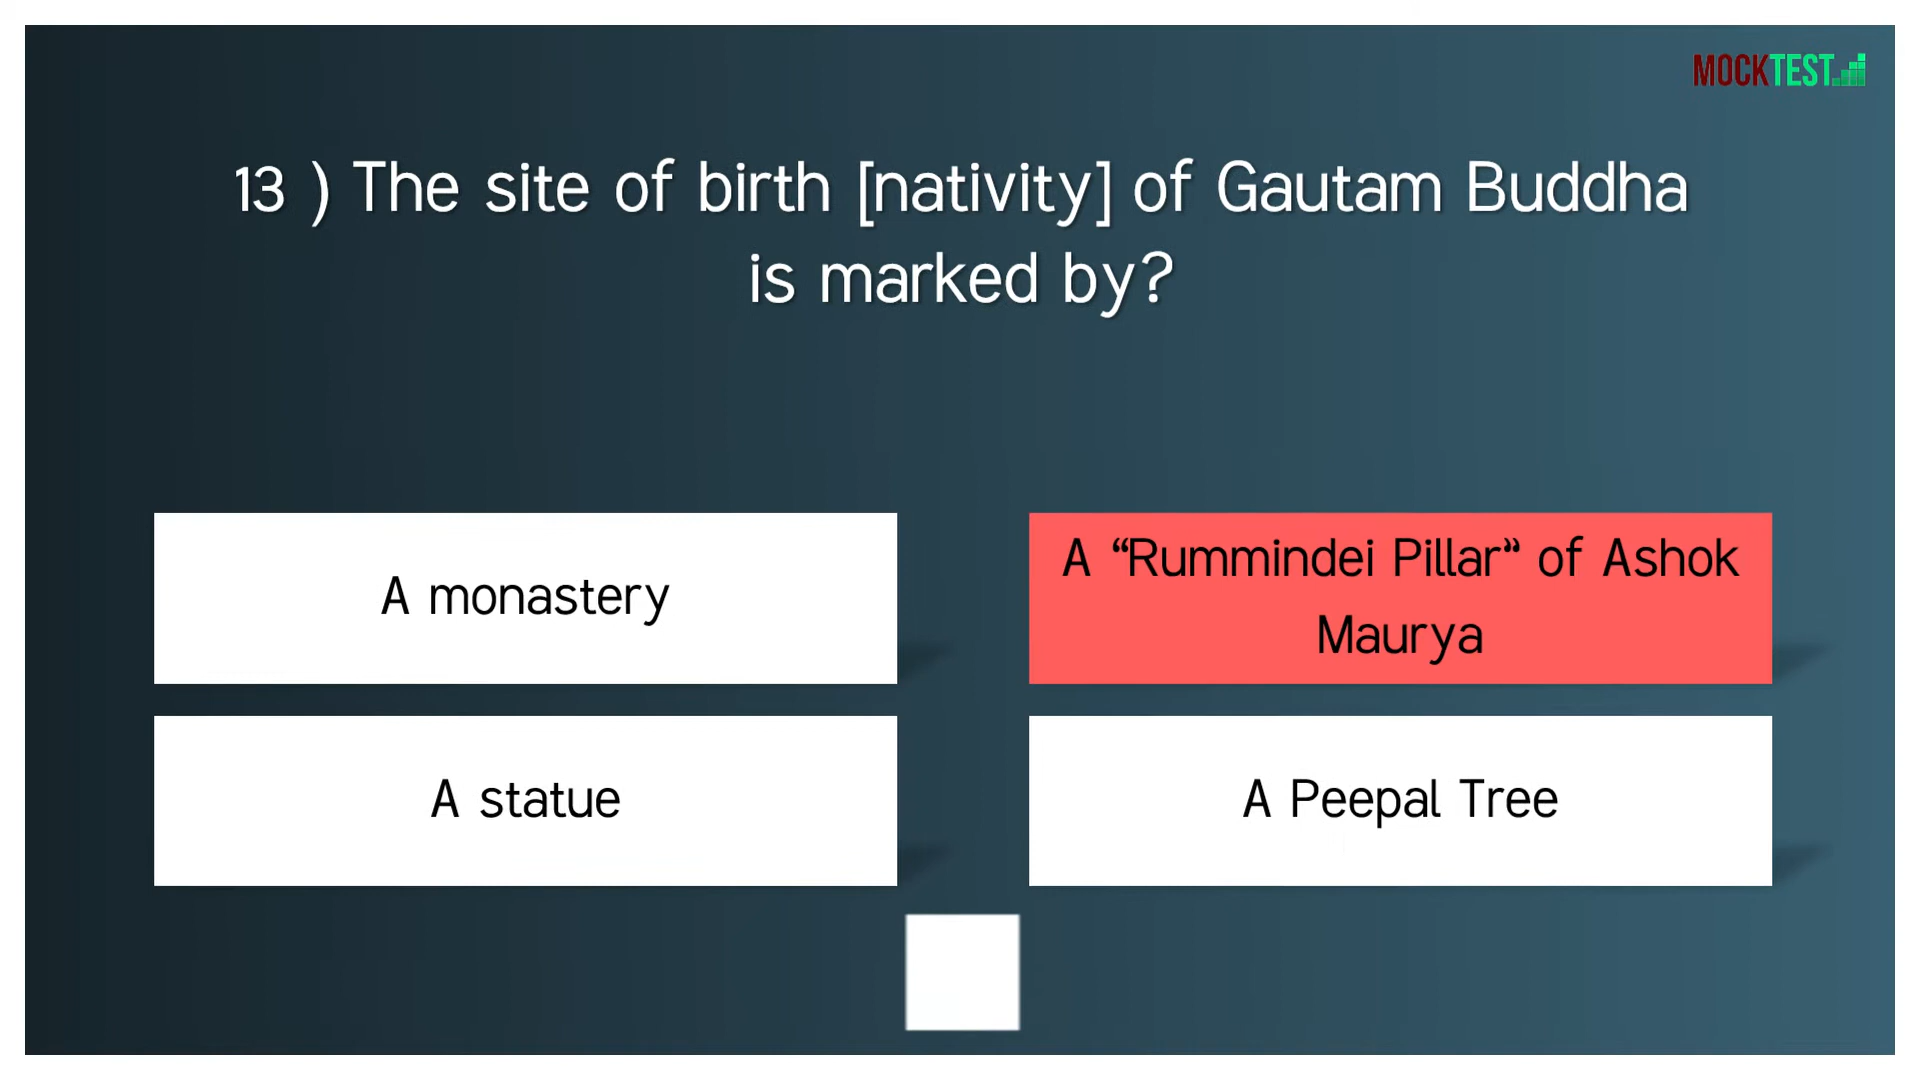 MOCKTEST
13 ) The site of birth [nativity] of Gautam Buddha
is marked by?
A monastery
A “Rummindei Pillar” of Ashok
Maurya
A statue
A Peepal Tree